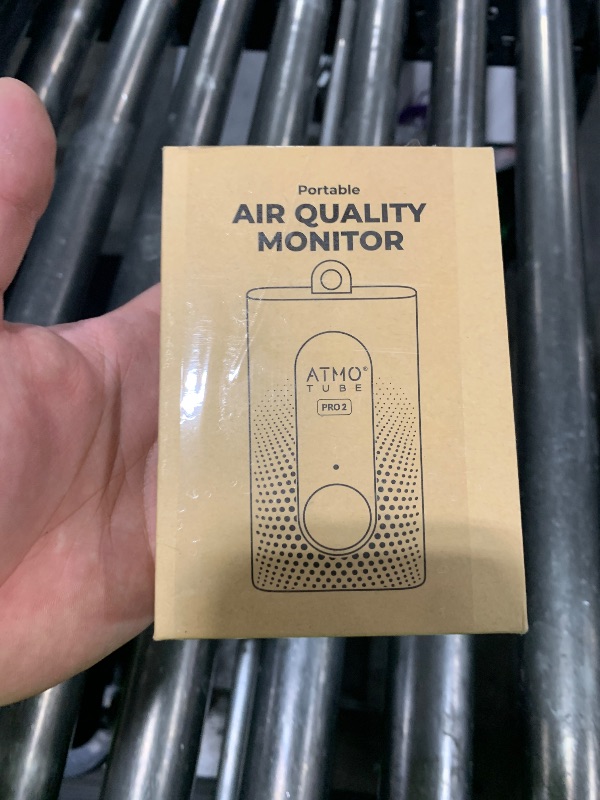 Portable
AIR QUALITY
MONITOR
ATMO®
TUBE
PRO 2